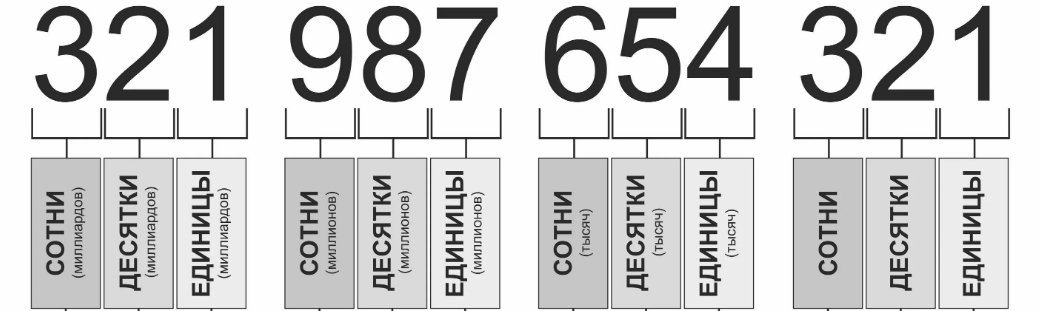 321 987 654 321
СОТНИ
(миллиардов)
ДЕСЯТКИ
(миллиардов)
ЕДИНИЦЫ
(миллиардов)
СОТНИ
(миллионов)
ДЕСЯТКИ
(миллионов)
ЕДИНИЦЫ
(миллионов)
СОТНИ
(тысяч)
ДЕСЯТКИ
(тысяч)
ЕДИНИЦЫ
(тысяч)
СОТНИ
ДЕСЯТКИ
ЕДИНИЦЫ